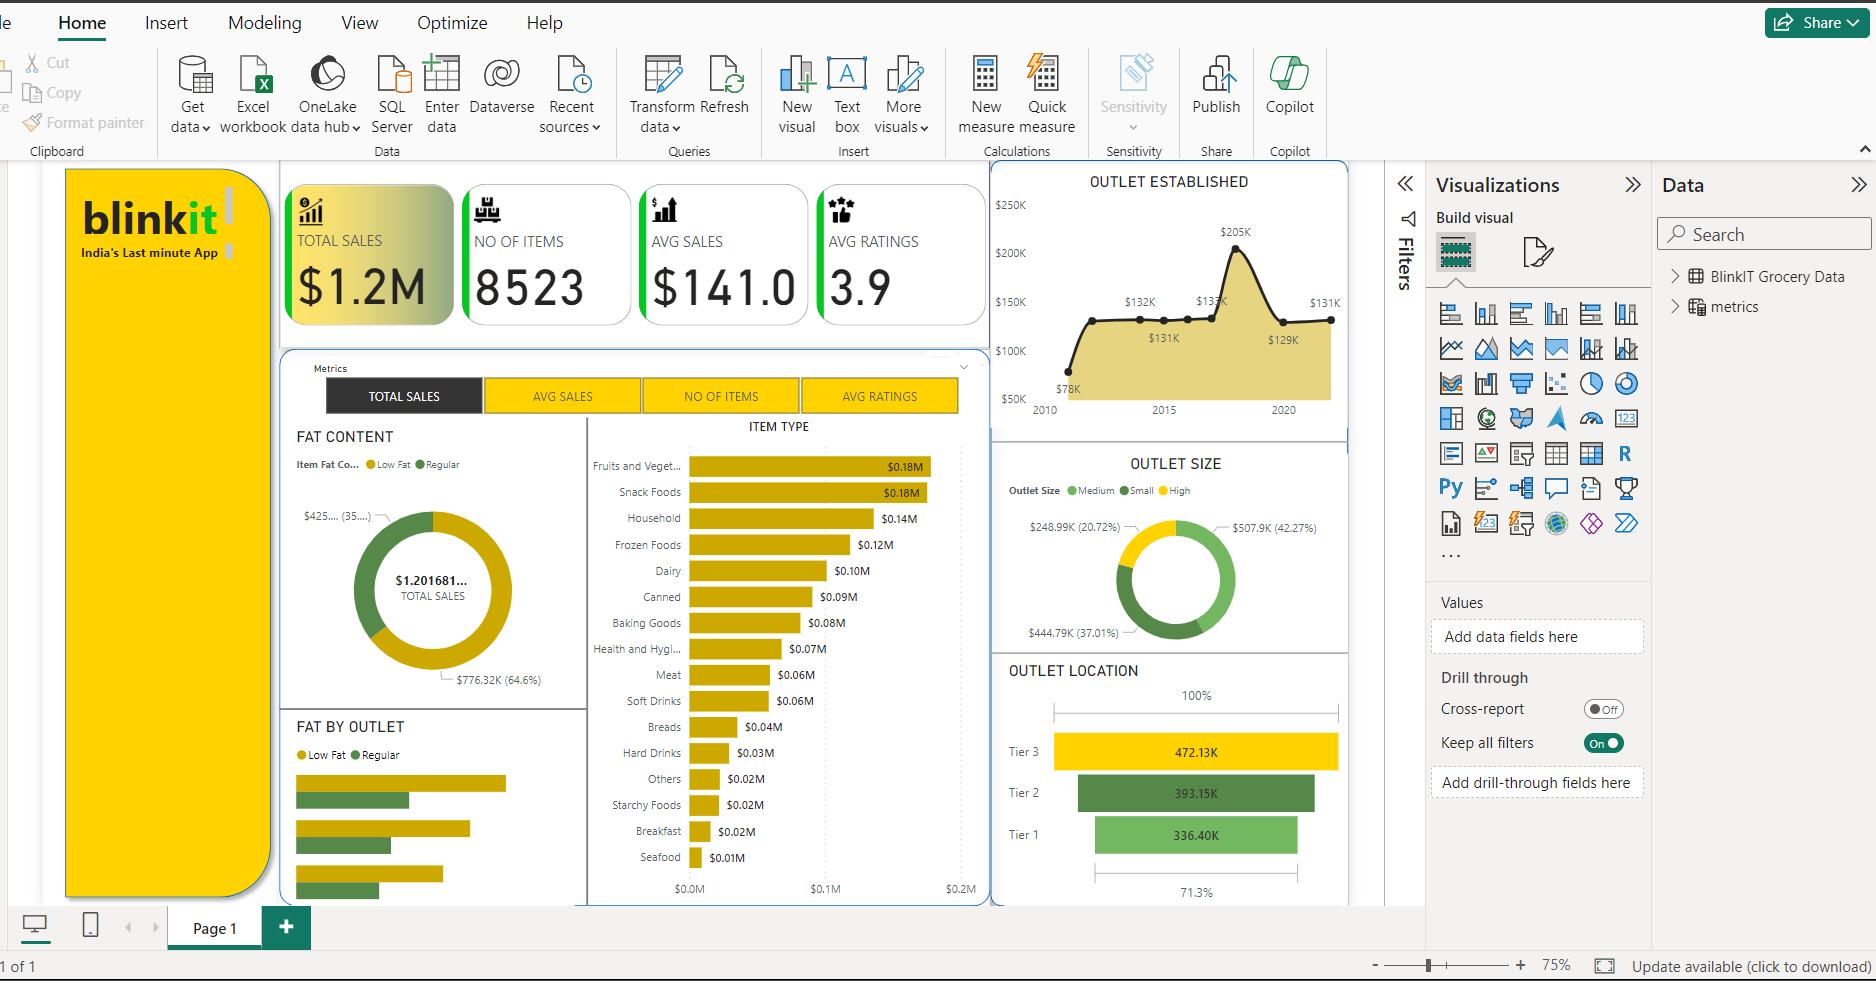 le Home Insert Modeling View Optimize Help Share
Cut
Copy
Format painter
Clipboard
Get data
Excel workbook
OneLake data hub
SQL Server
Enter data
Dataverse
Recent sources
Data
Transform data
Refresh
Queries
New visual
Text box
More visuals
Insert
New measure
Quick measure
Calculations
Sensitivity
Sensitivity
Publish
Share
Copilot
Copilot
blinkit
India's Last minute App
TOTAL SALES
$1.2M
NO OF ITEMS
8523
AVG SALES
$141.0
AVG RATINGS
3.9
Metrics
TOTAL SALES
AVG SALES
NO OF ITEMS
AVG RATINGS
FAT CONTENT
Item Fat Co... Low Fat Regular
$425.... (35....)
$1.201681...
TOTAL SALES
$776.32K (64.6%)
FAT BY OUTLET
Low Fat Regular
ITEM TYPE
Fruits and Veget... $0.18M
Snack Foods $0.18M
Household $0.14M
Frozen Foods $0.12M
Dairy $0.10M
Canned $0.09M
Baking Goods $0.08M
Health and Hygi... $0.07M
Meat $0.06M
Soft Drinks $0.06M
Breads $0.04M
Hard Drinks $0.03M
Others $0.02M
Starchy Foods $0.02M
Breakfast $0.02M
Seafood $0.01M
$0.0M $0.1M $0.2M
OUTLET ESTABLISHED
$250K
$200K
$150K
$100K
$50K
$78K
$132K
$131K
$133K
$205K
$129K
$131K
2010 2015 2020
OUTLET SIZE
Outlet Size Medium Small High
$248.99K (20.72%)
$507.9K (42.27%)
$444.79K (37.01%)
OUTLET LOCATION
100%
Tier 3 472.13K
Tier 2 393.15K
Tier 1 336.40K
71.3%
Filters
Visualizations
Build visual
123
R
Py
123
...
Values
Add data fields here
Drill through
Cross-report Off
Keep all filters On
Add drill-through fields here
Data
Search
BlinkIT Grocery Data
metrics
Page 1
+
1 of 1
- + 75%
Update available (click to download)